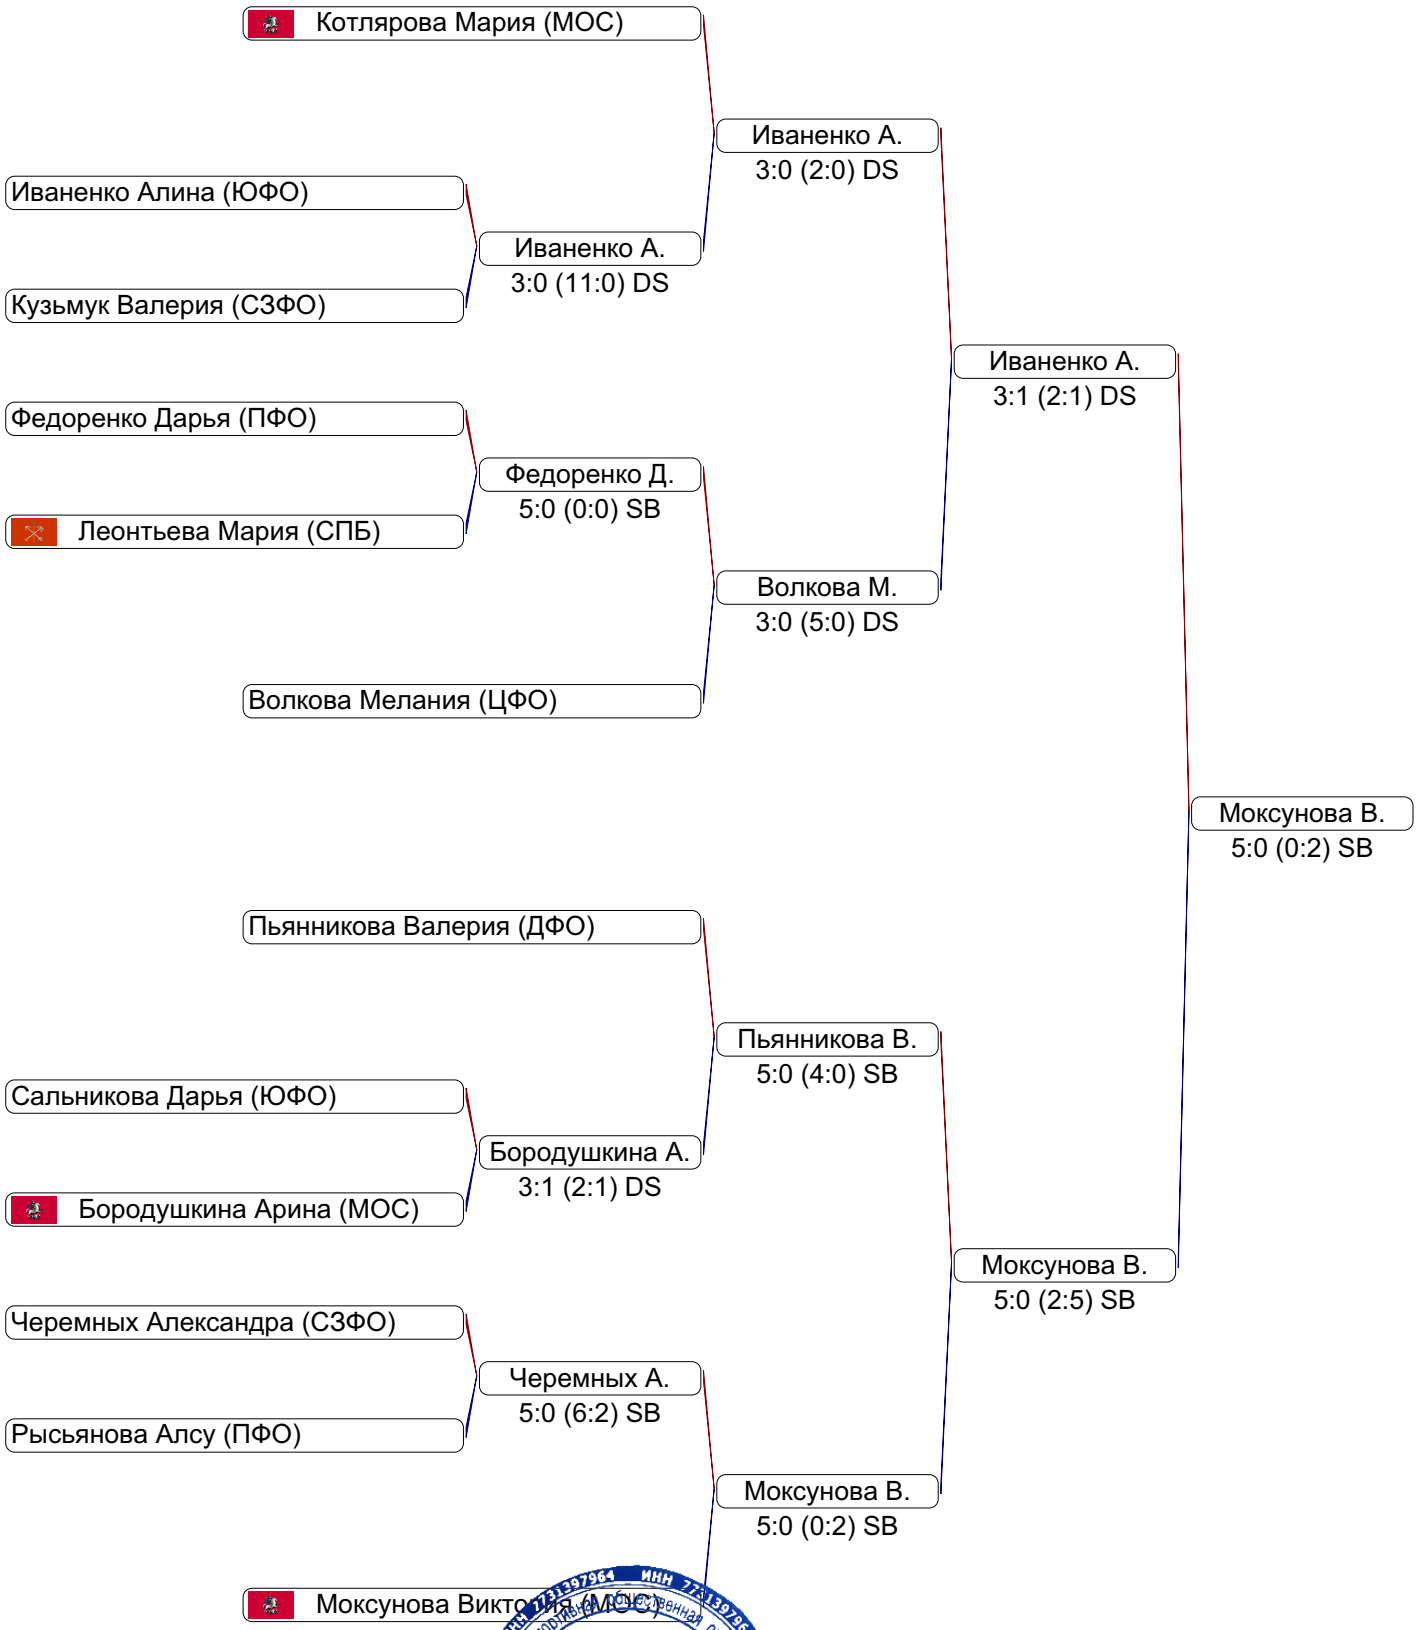 Котлярова Мария (МОС)
Иваненко А.
3:0 (2:0) DS
Иваненко Алина (ЮФО)
Иваненко А.
3:0 (11:0) DS
Кузьмук Валерия (СЗФО)
Иваненко А.
3:1 (2:1) DS
Федоренко Дарья (ПФО)
Федоренко Д.
5:0 (0:0) SB
Леонтьева Мария (СПБ)
Волкова М.
3:0 (5:0) DS
Волкова Мелания (ЦФО)
Моксунова В.
5:0 (0:2) SB
Пьянникова Валерия (ДФО)
Пьянникова В.
5:0 (4:0) SB
Сальникова Дарья (ЮФО)
Бородушкина А.
3:1 (2:1) DS
Бородушкина Арина (МОС)
Моксунова В.
5:0 (2:5) SB
Черемных Александра (СЗФО)
Черемных А.
5:0 (6:2) SB
Рысьянова Алсу (ПФО)
Моксунова В.
5:0 (0:2) SB
Моксунова Виктория (МОС)
ИНН 7731397964 ИНН
общественная